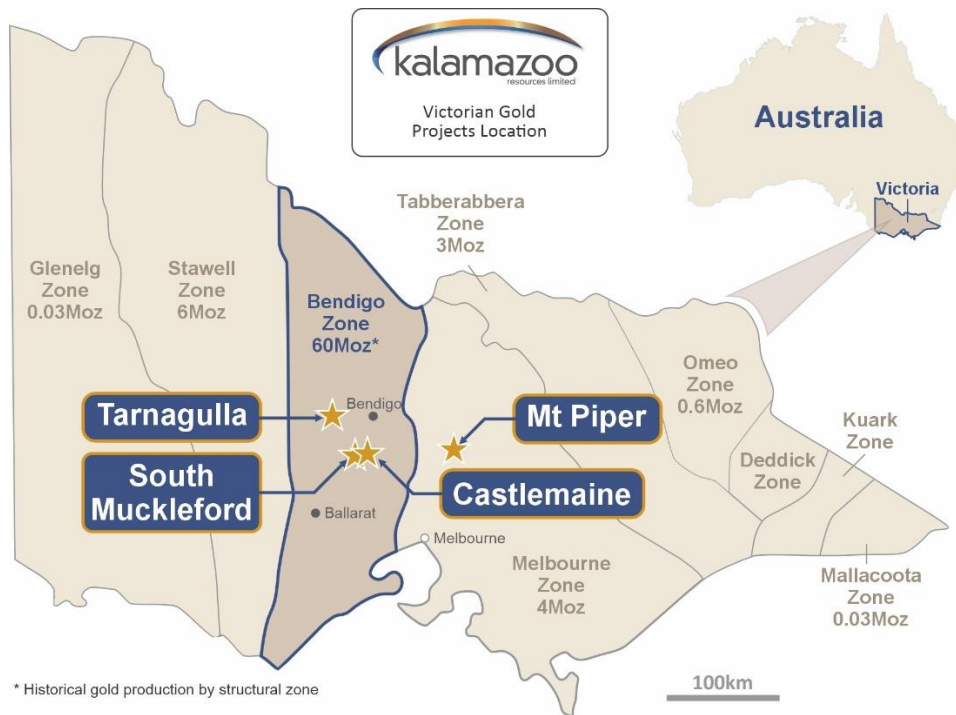 kalamazoo
resources limited
Victorian Gold
Projects Location
Australia
Victoria
Tabberabbera
Zone
3Moz
Glenelg
Zone
0.03Moz
Stawell
Zone
6Moz
Bendigo
Zone
60Moz*
Omeo
Zone
0.6Moz
Kuark
Zone
Deddick
Zone
Tarnagulla
Bendigo
Mt Piper
South
Muckleford
Castlemaine
Ballarat
Melbourne
Melbourne
Zone
4Moz
Mallacoota
Zone
0.03Moz
* Historical gold production by structural zone
100km